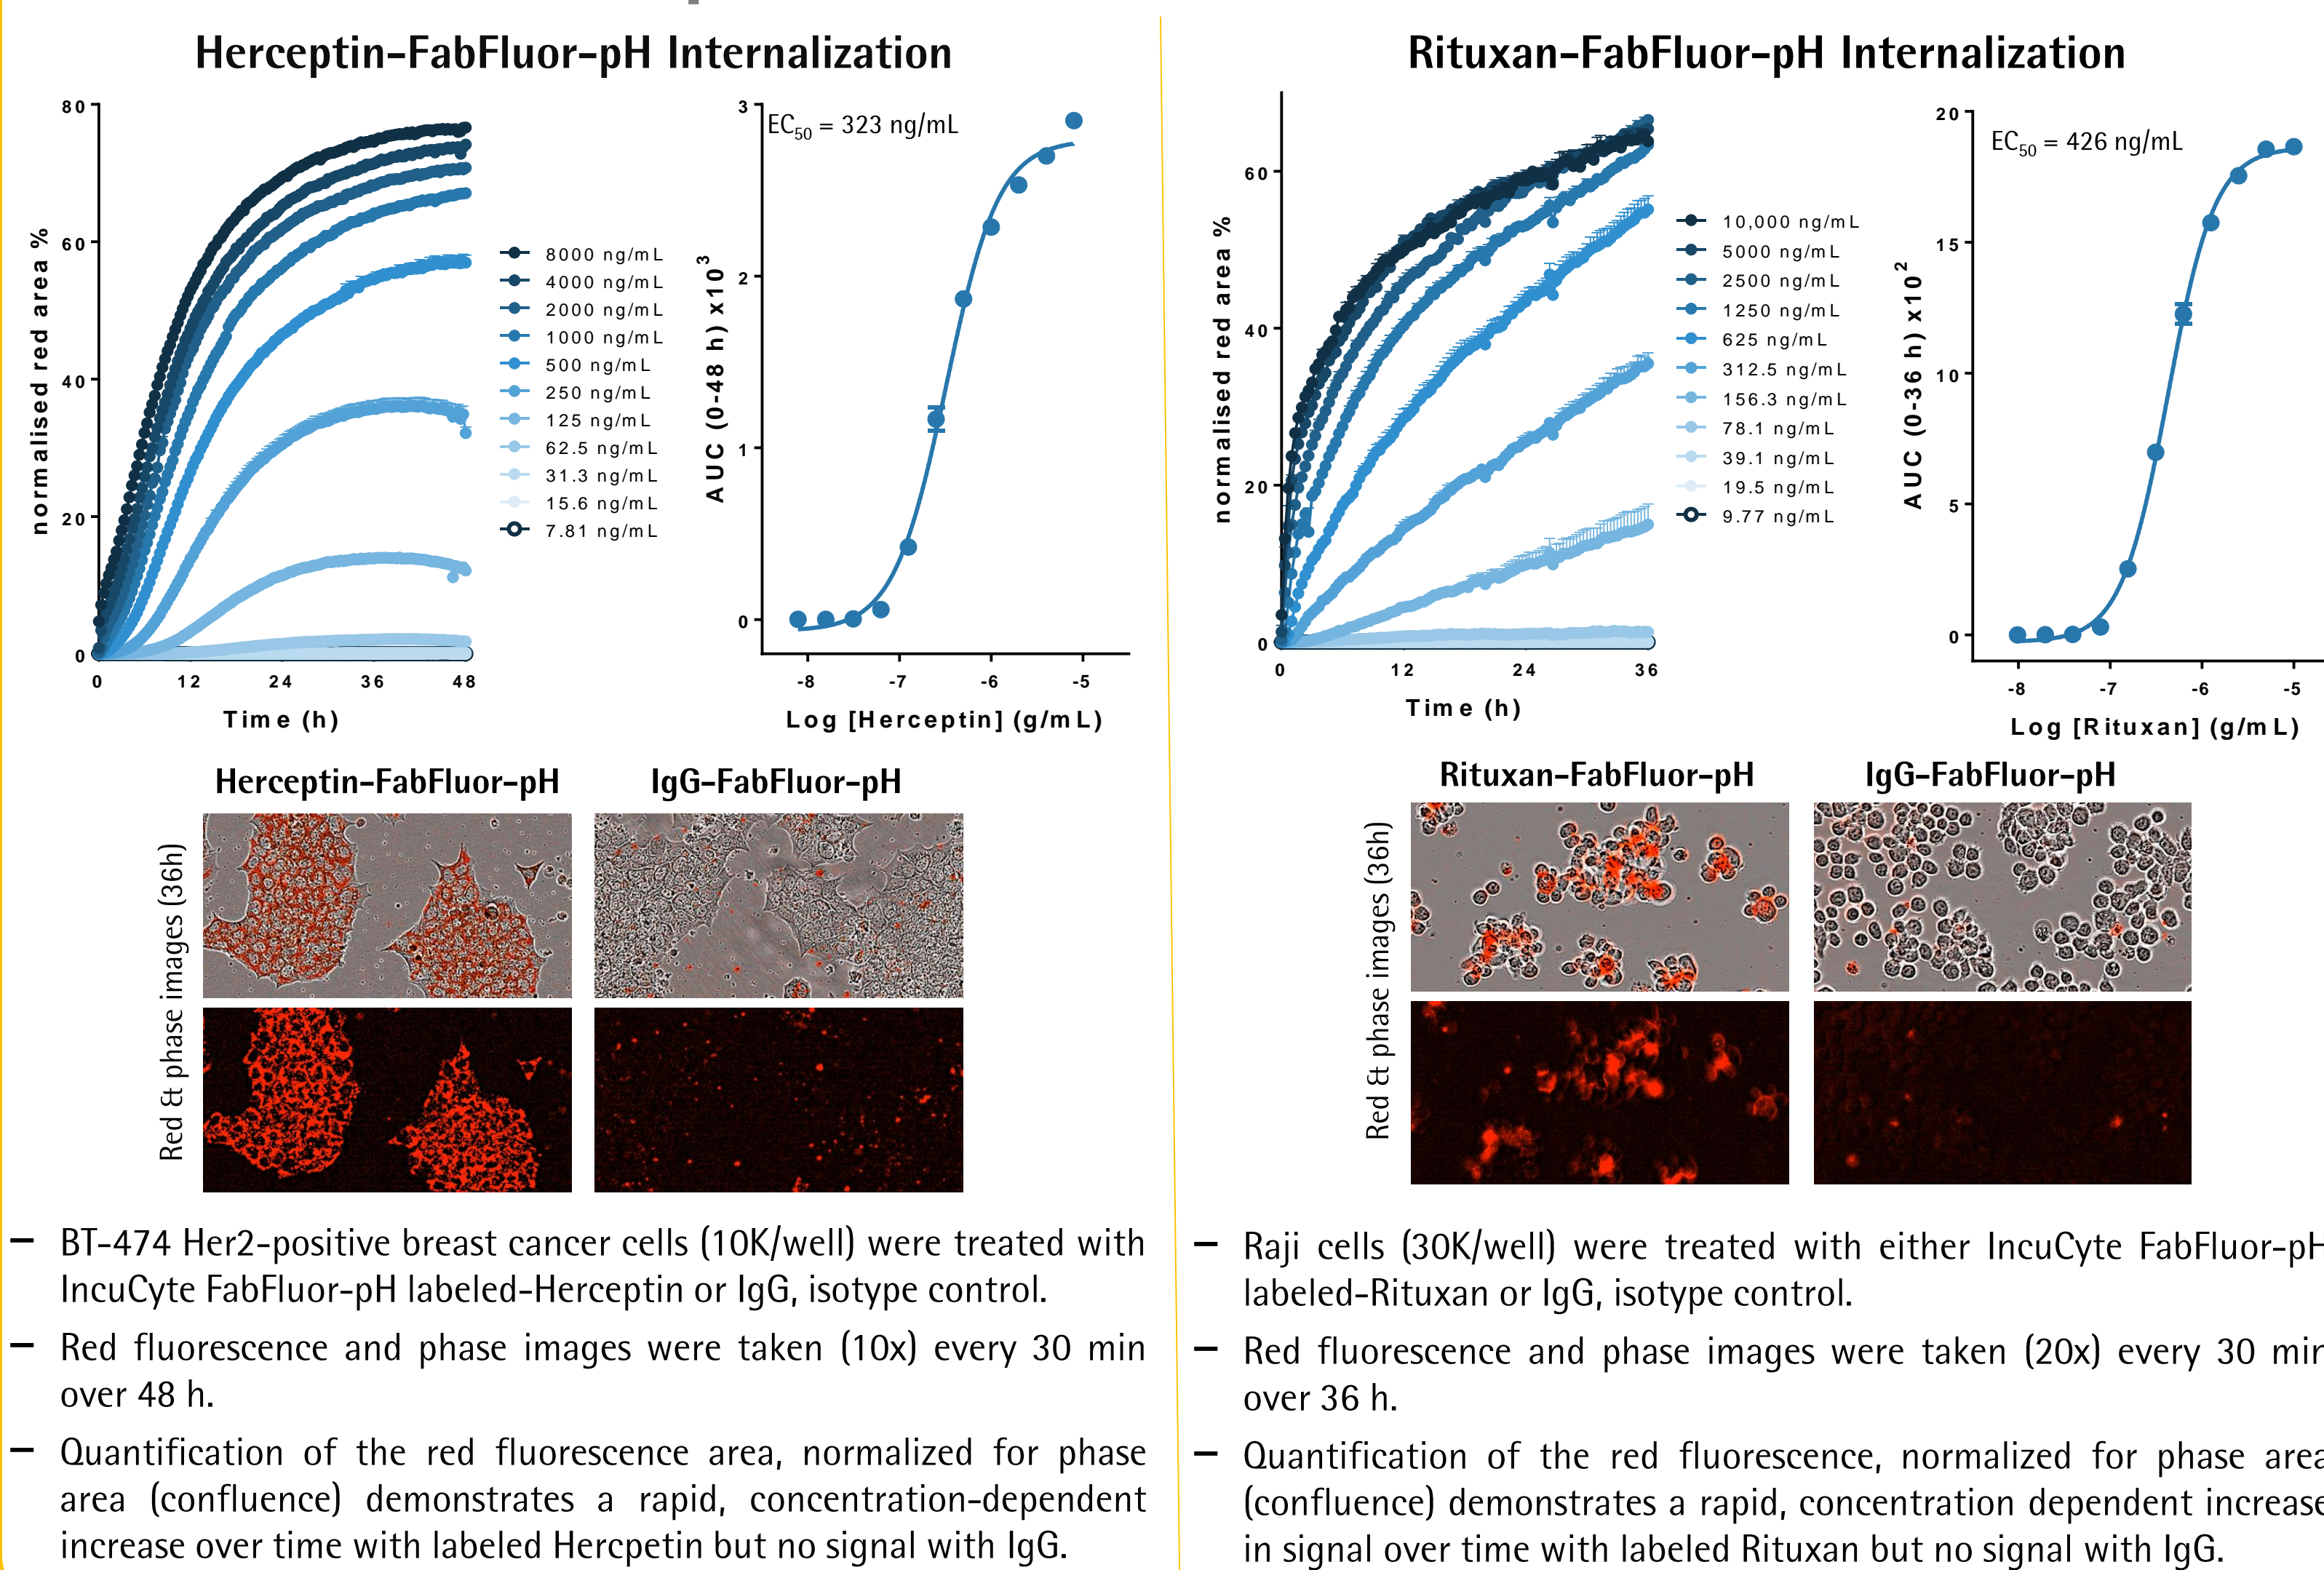 Herceptin-FabFluor-pH Internalization
80
60
40
20
0
normalised red area %
0 12 24 36 48
Time (h)
8000 ng/mL
4000 ng/mL
2000 ng/mL
1000 ng/mL
500 ng/mL
250 ng/mL
125 ng/mL
62.5 ng/mL
31.3 ng/mL
15.6 ng/mL
7.81 ng/mL
EC50 = 323 ng/mL
3
2
1
0
AUC (0-48 h) x10³
-8 -7 -6 -5
Log [Herceptin] (g/mL)
Herceptin-FabFluor-pH
IgG-FabFluor-pH
Red & phase images (36h)
– BT-474 Her2-positive breast cancer cells (10K/well) were treated with
IncuCyte FabFluor-pH labeled-Herceptin or IgG, isotype control.
– Red fluorescence and phase images were taken (10x) every 30 min
over 48 h.
– Quantification of the red fluorescence area, normalized for phase
area (confluence) demonstrates a rapid, concentration-dependent
increase over time with labeled Hercpetin but no signal with IgG.
Rituxan-FabFluor-pH Internalization
60
40
20
0
normalised red area %
0 12 24 36
Time (h)
10,000 ng/mL
5000 ng/mL
2500 ng/mL
1250 ng/mL
625 ng/mL
312.5 ng/mL
156.3 ng/mL
78.1 ng/mL
39.1 ng/mL
19.5 ng/mL
9.77 ng/mL
EC50 = 426 ng/mL
20
15
10
5
0
AUC (0-36 h) x10²
-8 -7 -6 -5
Log [Rituxan] (g/mL)
Rituxan-FabFluor-pH
IgG-FabFluor-pH
Red & phase images (36h)
– Raji cells (30K/well) were treated with either IncuCyte FabFluor-pH
labeled-Rituxan or IgG, isotype control.
– Red fluorescence and phase images were taken (20x) every 30 min
over 36 h.
– Quantification of the red fluorescence, normalized for phase area
(confluence) demonstrates a rapid, concentration dependent increase
in signal over time with labeled Rituxan but no signal with IgG.